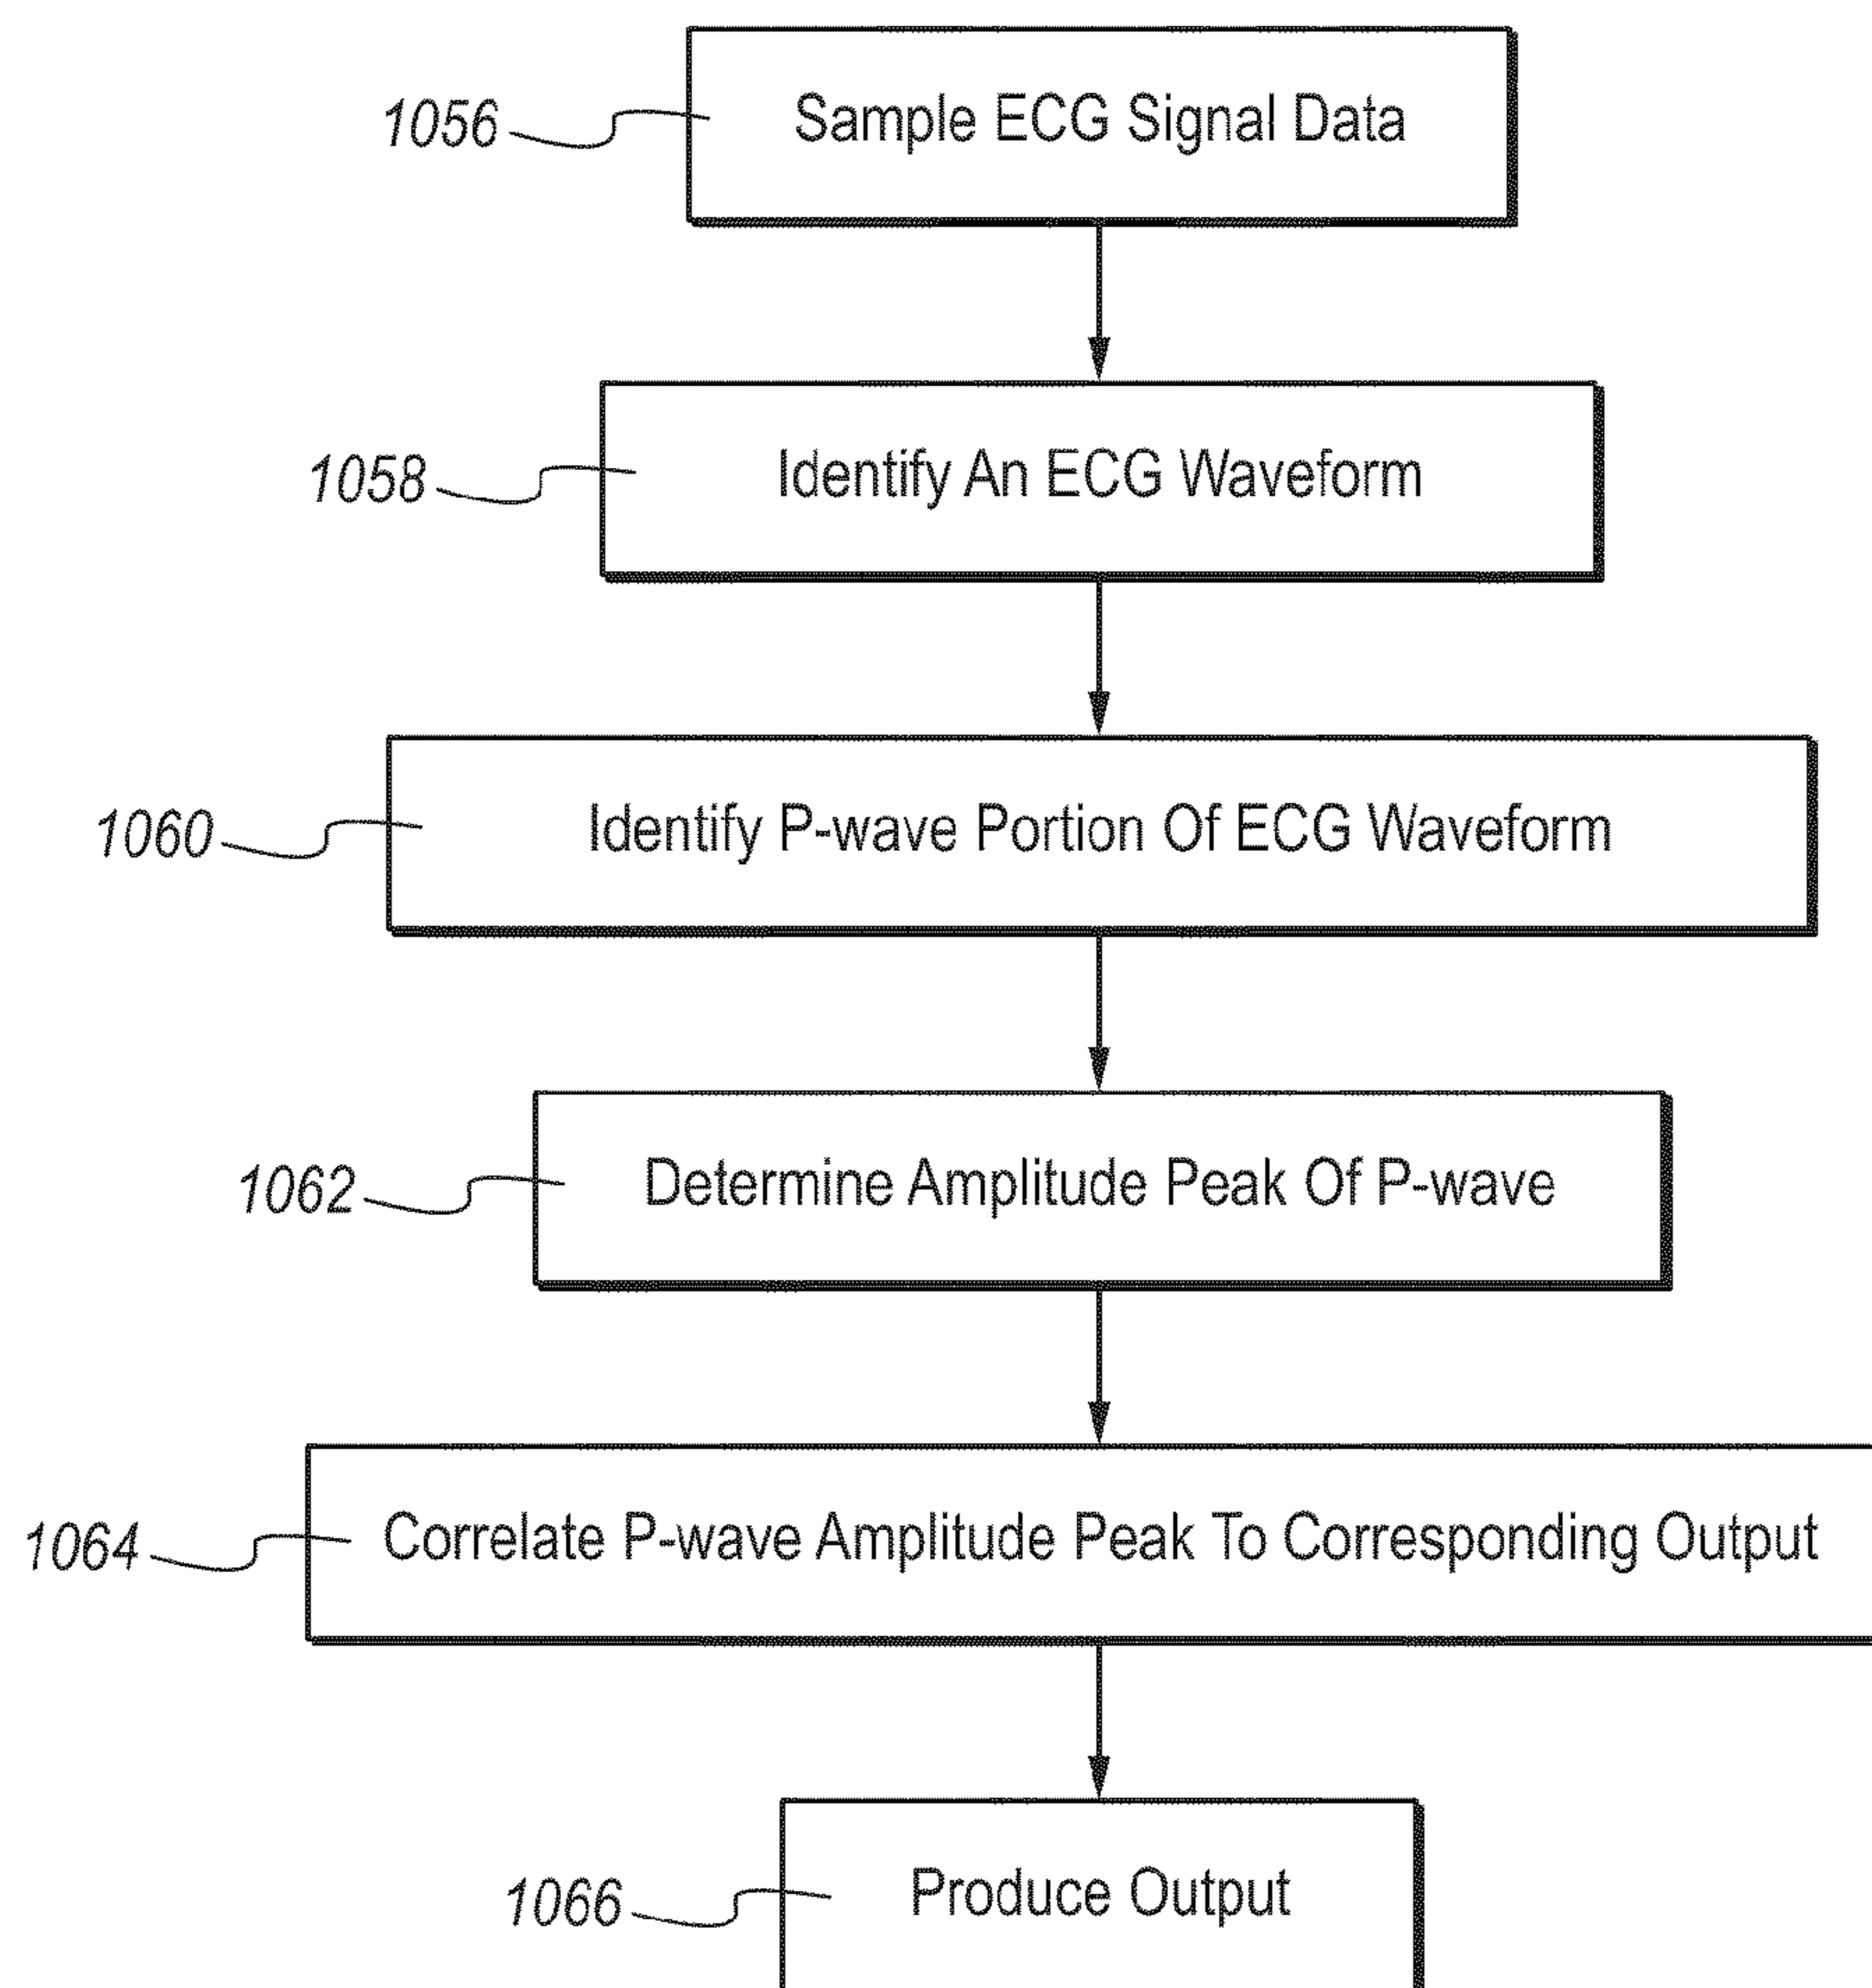 1056
Sample ECG Signal Data
1058
Identify An ECG Waveform
1060
Identify P-wave Portion Of ECG Waveform
1062
Determine Amplitude Peak Of P-wave
1064
Correlate P-wave Amplitude Peak To Corresponding Output
1066
Produce Output